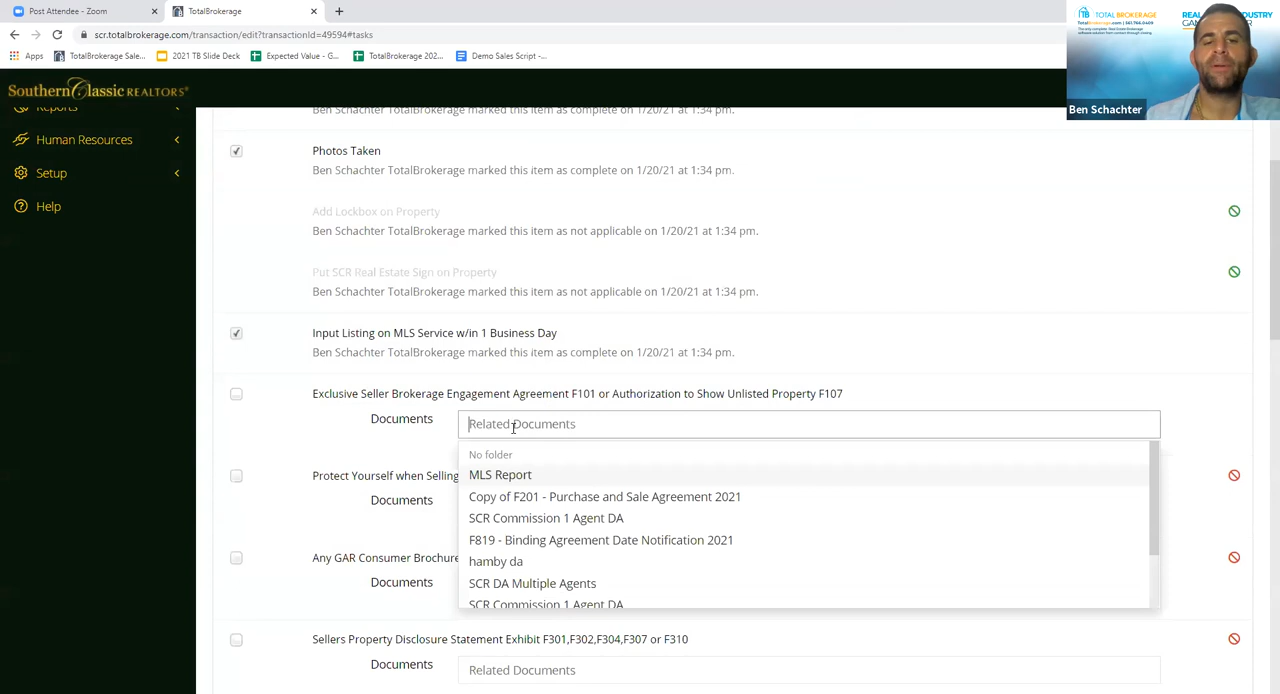 Post Attendee - Zoom
TotalBrokerage
scr.totalbrokerage.com/transaction/edit?transactionId=49594#tasks
Apps
TotalBrokerage Sale...
2021 TB Slide Deck
Expected Value - G...
TotalBrokerage 202...
Demo Sales Script -...
TOTAL BROKERAGE
TotalBrokerage.com | 561.766.0409
Ben Schachter
Southern Classic REALTORS®
Reports
Human Resources
Setup
Help
Ben Schachter TotalBrokerage marked this item as complete on 1/20/21 at 1:34 pm.
Photos Taken
Ben Schachter TotalBrokerage marked this item as complete on 1/20/21 at 1:34 pm.
Add Lockbox on Property
Ben Schachter TotalBrokerage marked this item as not applicable on 1/20/21 at 1:34 pm.
Put SCR Real Estate Sign on Property
Ben Schachter TotalBrokerage marked this item as not applicable on 1/20/21 at 1:34 pm.
Input Listing on MLS Service w/in 1 Business Day
Ben Schachter TotalBrokerage marked this item as complete on 1/20/21 at 1:34 pm.
Exclusive Seller Brokerage Engagement Agreement F101 or Authorization to Show Unlisted Property F107
Documents
Related Documents
No folder
MLS Report
Copy of F201 - Purchase and Sale Agreement 2021
SCR Commission 1 Agent DA
F819 - Binding Agreement Date Notification 2021
hamby da
SCR DA Multiple Agents
SCR Commission 1 Agent DA
Protect Yourself when Selling
Documents
Any GAR Consumer Brochure
Documents
Sellers Property Disclosure Statement Exhibit F301,F302,F304,F307 or F310
Documents
Related Documents